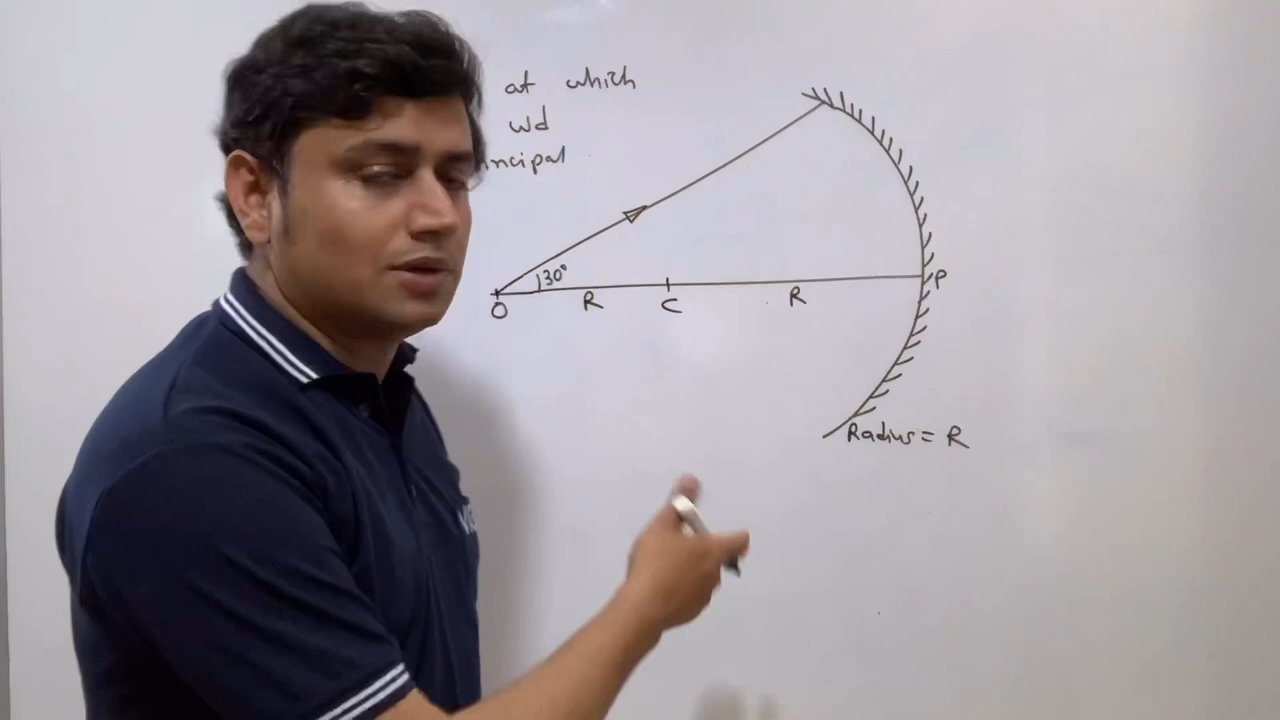 at which
wd
ncipal
30°
O
R
C
R
P
Radius = R